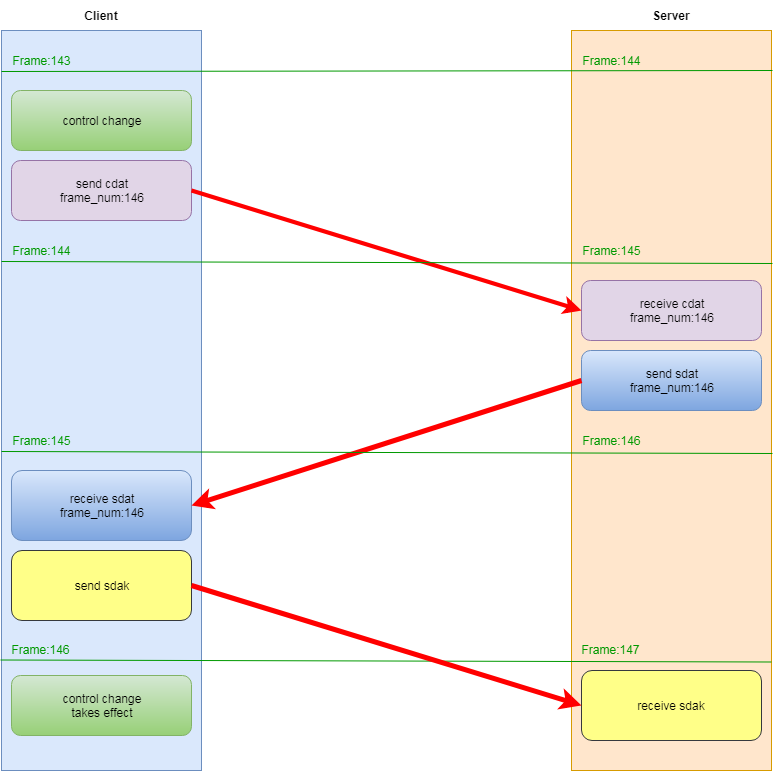 Client
Server
Frame:143
Frame:144
control change
send cdat
frame_num:146
Frame:144
Frame:145
receive cdat
frame_num:146
send sdat
frame_num:146
Frame:145
Frame:146
receive sdat
frame_num:146
send sdak
Frame:146
Frame:147
control change
takes effect
receive sdak